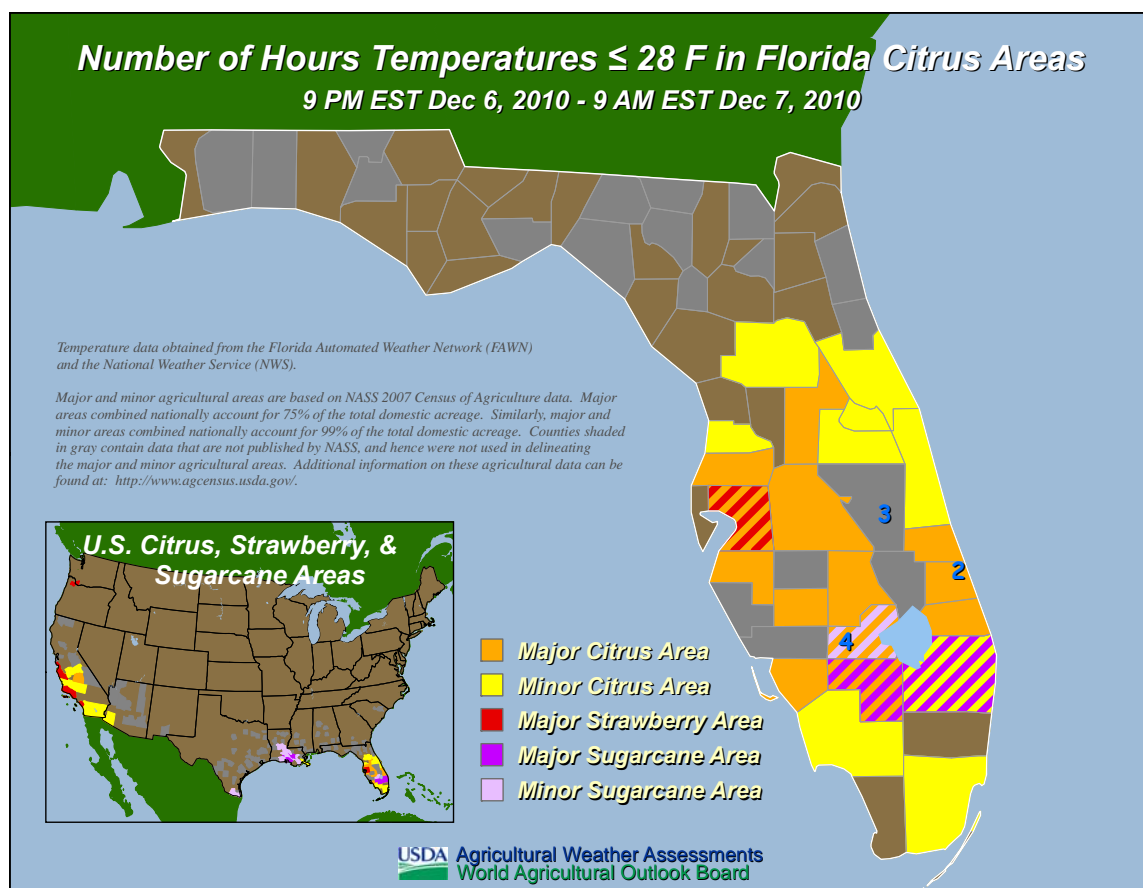 Number of Hours Temperatures ≤ 28 F in Florida Citrus Areas
9 PM EST Dec 6, 2010 - 9 AM EST Dec 7, 2010
Temperature data obtained from the Florida Automated Weather Network (FAWN)
and the National Weather Service (NWS).
Major and minor agricultural areas are based on NASS 2007 Census of Agriculture data. Major
areas combined nationally account for 75% of the total domestic acreage. Similarly, major and
minor areas combined nationally account for 99% of the total domestic acreage. Counties shaded
in gray contain data that are not published by NASS, and hence were not used in delineating
the major and minor agricultural areas. Additional information on these agricultural data can be
found at: http://www.agcensus.usda.gov/.
3
2
4
U.S. Citrus, Strawberry, &
Sugarcane Areas
Major Citrus Area
Minor Citrus Area
Major Strawberry Area
Major Sugarcane Area
Minor Sugarcane Area
USDA Agricultural Weather Assessments
World Agricultural Outlook Board